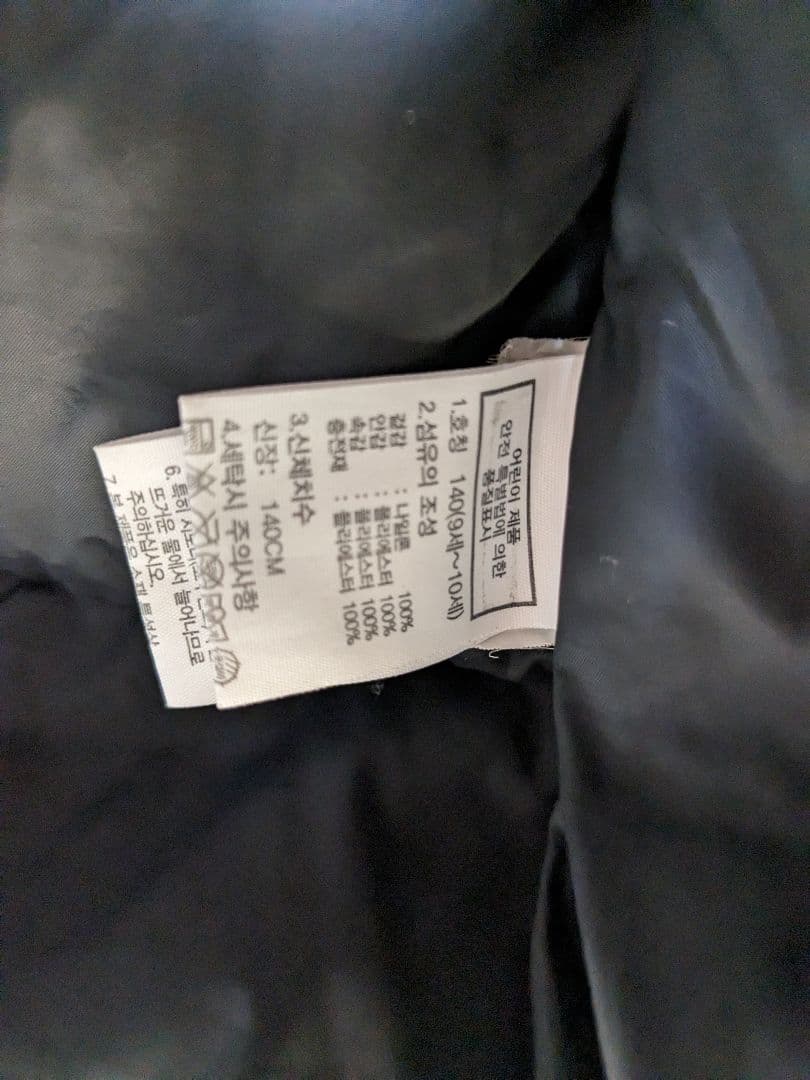 어린이 제품
안전 특별법에 의한
품질표시
1.호칭 140(9세~10세)
2.섬유의 조성
겉감 : 나일론 100%
안감 : 폴리에스터 100%
속감 : 폴리에스터 100%
충전재 : 폴리에스터 100%
3.신체치수
신장: 140CM
4.세탁시 주의사항
6. 특히
뜨거운 물에서 늘어나므로
주의하십시오.